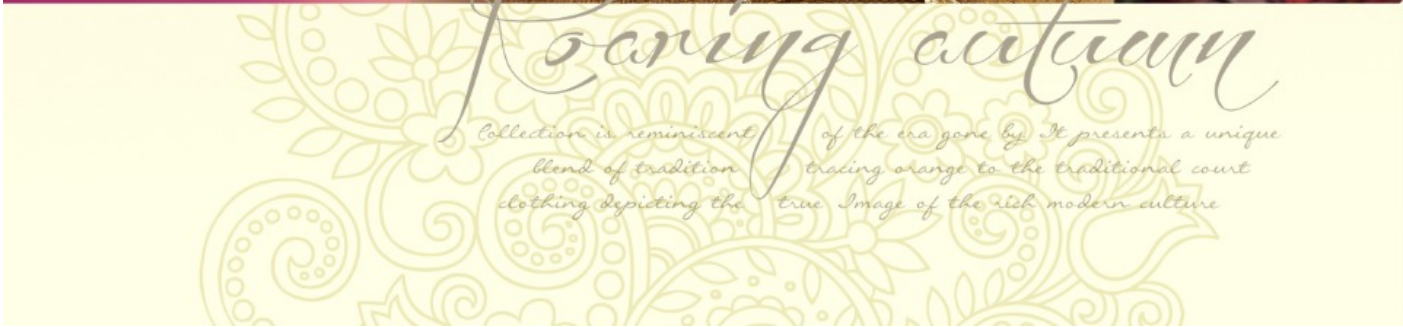 Roaring autumn
Collection is reminiscent of the era gone by. It presents a unique
blend of tradition tracing orange to the traditional court
clothing depicting the true Image of the rich modern culture